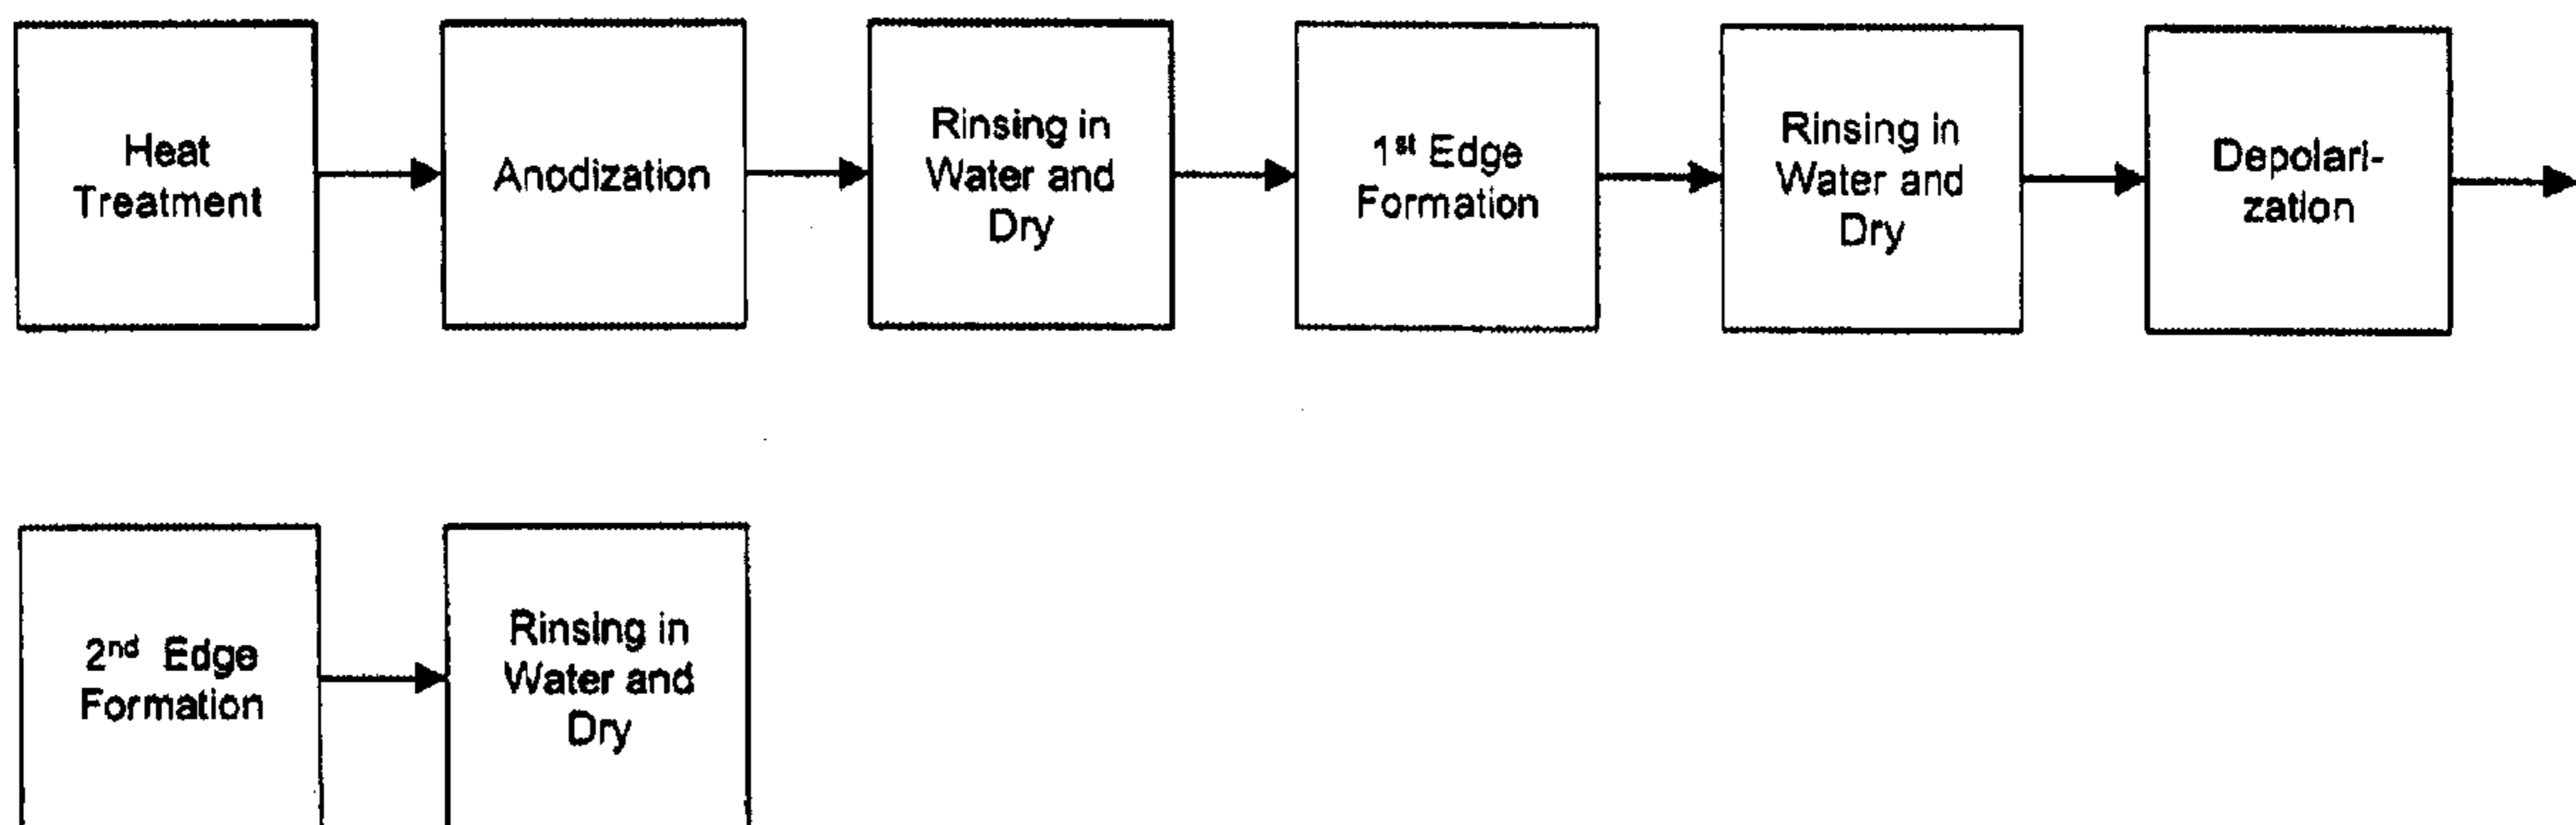 Heat
Treatment
Anodization
Rinsing in
Water and
Dry
1st Edge
Formation
Rinsing in
Water and
Dry
Depolari-
zation
2nd Edge
Formation
Rinsing in
Water and
Dry